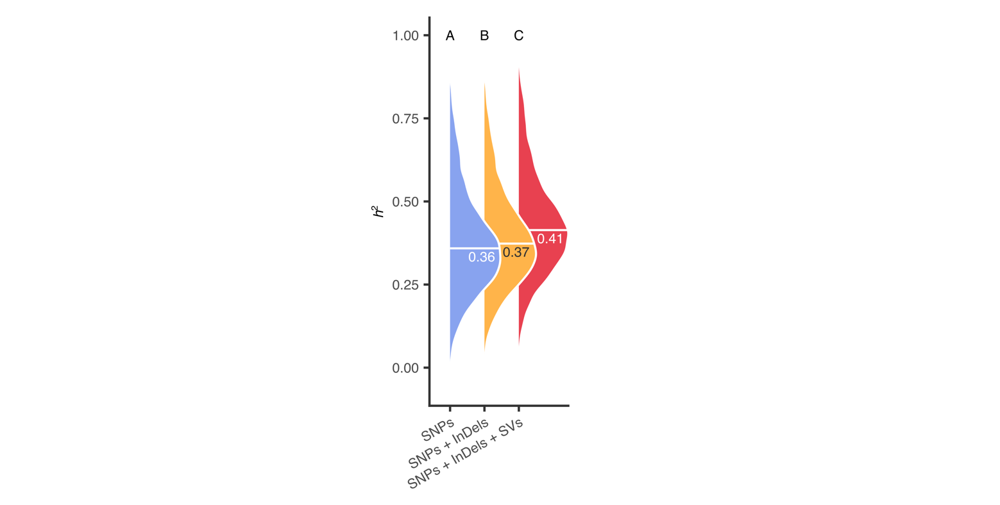 1.00
A B C
0.75
0.50
h²
0.41
0.37
0.36
0.25
0.00
SNPs
SNPs + InDels
SNPs + InDels + SVs